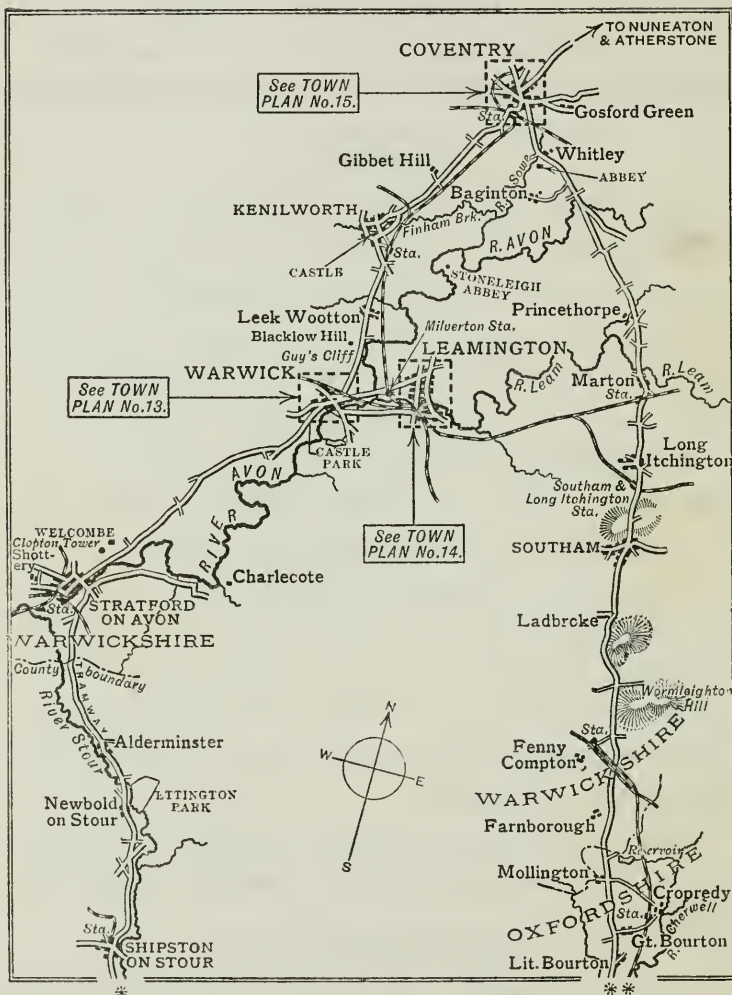 TO NUNEATON
& ATHERSTONE
COVENTRY
See TOWN
PLAN No.15.
Sta.
Gosford Green
Whitley
ABBEY
Gibbet Hill
R. Sowe
Baginton
KENILWORTH
Finham Brk.
R. AVON
Sta.
CASTLE
STONELEIGH
ABBEY
Princethorpe
Leek Wootton
Blacklow Hill
Milverton Sta.
Guy's Cliff
LEAMINGTON
WARWICK
R. Leam
Marton
Sta.
R. Leam
See TOWN
PLAN No.13.
CASTLE
PARK
Long
Itchington
Southam &
Long Itchington
Sta.
RIVER AVON
See TOWN
PLAN No.14.
WELCOMBE
Clopton Tower
Shott-
ery
SOUTHAM
Charlecote
Sta.
STRATFORD
ON AVON
WARWICKSHIRE
Ladbroke
County boundary
TRAMWAY
River Stour
Wormleighton
Hill
N
W
E
S
Alderminster
Sta.
Fenny
Compton
WARWICKSHIRE
ETTINGTON
PARK
Newbold
on Stour
Farnborough
Reservoir
Mollington
OXFORDSHIRE
Cropredy
Sta.
R. Cherwell
Sta.
SHIPSTON
ON STOUR
Gt. Bourton
Lit. Bourton
*
**